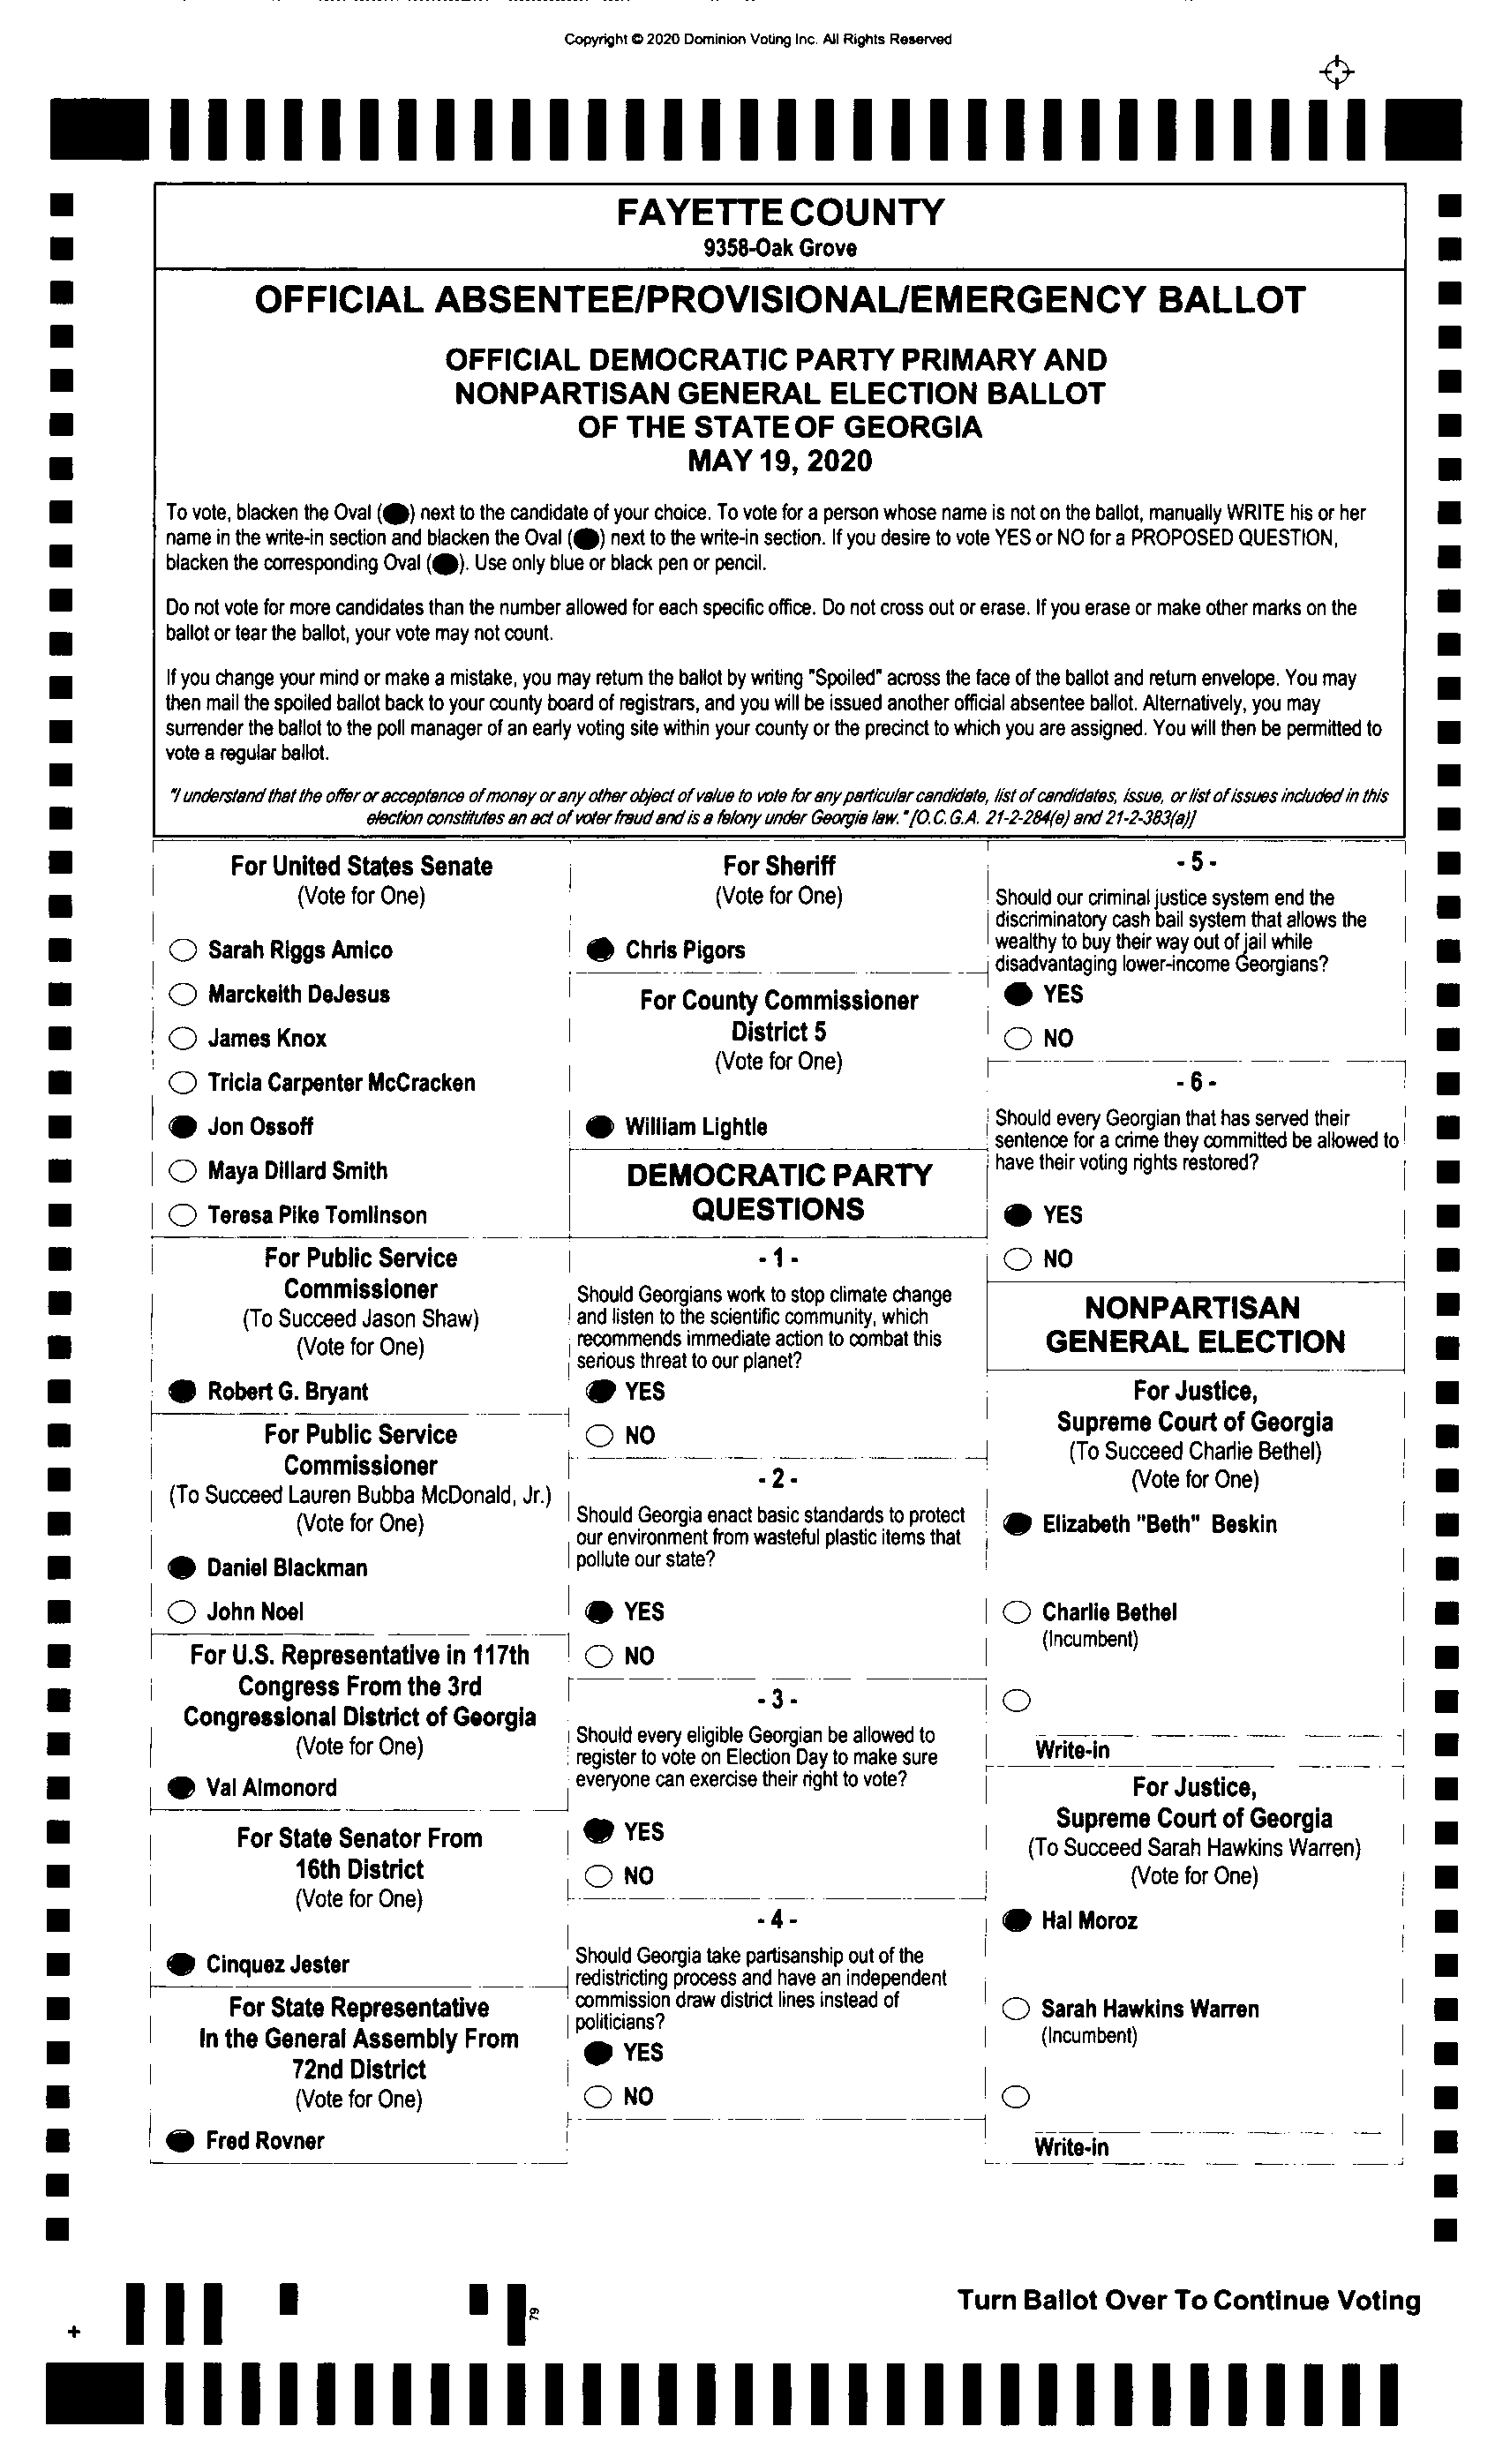 Copyright © 2020 Dominion Voting Inc. All Rights Reserved
FAYETTE COUNTY
9358-Oak Grove
OFFICIAL ABSENTEE/PROVISIONAL/EMERGENCY BALLOT
OFFICIAL DEMOCRATIC PARTY PRIMARY AND
NONPARTISAN GENERAL ELECTION BALLOT
OF THE STATE OF GEORGIA
MAY 19, 2020
To vote, blacken the Oval () next to the candidate of your choice. To vote for a person whose name is not on the ballot, manually WRITE his or her
name in the write-in section and blacken the Oval () next to the write-in section. If you desire to vote YES or NO for a PROPOSED QUESTION,
blacken the corresponding Oval (). Use only blue or black pen or pencil.
Do not vote for more candidates than the number allowed for each specific office. Do not cross out or erase. If you erase or make other marks on the
ballot or tear the ballot, your vote may not count.
If you change your mind or make a mistake, you may return the ballot by writing "Spoiled" across the face of the ballot and return envelope. You may
then mail the spoiled ballot back to your county board of registrars, and you will be issued another official absentee ballot. Alternatively, you may
surrender the ballot to the poll manager of an early voting site within your county or the precinct to which you are assigned. You will then be permitted to
vote a regular ballot.
"I understand that the offer or acceptance of money or any other object of value to vote for any particular candidate, list of candidates, issue, or list of issues included in this
election constitutes an act of voter fraud and is a felony under Georgia law." [O.C.G.A. 21-2-284(e) and 21-2-383(a)]
For United States Senate
(Vote for One)
Sarah Riggs Amico
Marckeith DeJesus
James Knox
Tricia Carpenter McCracken
Jon Ossoff
Maya Dillard Smith
Teresa Pike Tomlinson
For Public Service
Commissioner
(To Succeed Jason Shaw)
(Vote for One)
Robert G. Bryant
For Public Service
Commissioner
(To Succeed Lauren Bubba McDonald, Jr.)
(Vote for One)
Daniel Blackman
John Noel
For U.S. Representative in 117th
Congress From the 3rd
Congressional District of Georgia
(Vote for One)
Val Almonord
For State Senator From
16th District
(Vote for One)
Cinquez Jester
For State Representative
In the General Assembly From
72nd District
(Vote for One)
Fred Rovner
For Sheriff
(Vote for One)
Chris Pigors
For County Commissioner
District 5
(Vote for One)
William Lightle
DEMOCRATIC PARTY
QUESTIONS
- 1 -
Should Georgians work to stop climate change
and listen to the scientific community, which
recommends immediate action to combat this
serious threat to our planet?
YES
NO
- 2 -
Should Georgia enact basic standards to protect
our environment from wasteful plastic items that
pollute our state?
YES
NO
- 3 -
Should every eligible Georgian be allowed to
register to vote on Election Day to make sure
everyone can exercise their right to vote?
YES
NO
- 4 -
Should Georgia take partisanship out of the
redistricting process and have an independent
commission draw district lines instead of
politicians?
YES
NO
- 5 -
Should our criminal justice system end the
discriminatory cash bail system that allows the
wealthy to buy their way out of jail while
disadvantaging lower-income Georgians?
YES
NO
- 6 -
Should every Georgian that has served their
sentence for a crime they committed be allowed to
have their voting rights restored?
YES
NO
NONPARTISAN
GENERAL ELECTION
For Justice,
Supreme Court of Georgia
(To Succeed Charlie Bethel)
(Vote for One)
Elizabeth "Beth" Beskin
Charlie Bethel
(Incumbent)
Write-in
For Justice,
Supreme Court of Georgia
(To Succeed Sarah Hawkins Warren)
(Vote for One)
Hal Moroz
Sarah Hawkins Warren
(Incumbent)
Write-in
79
Turn Ballot Over To Continue Voting
+